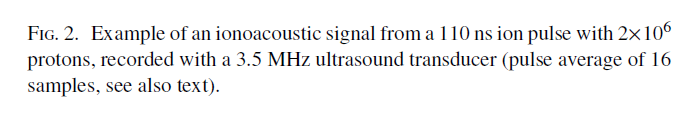 FIG. 2. Example of an ionoacoustic signal from a 110 ns ion pulse with 2×10⁶
protons, recorded with a 3.5 MHz ultrasound transducer (pulse average of 16
samples, see also text).